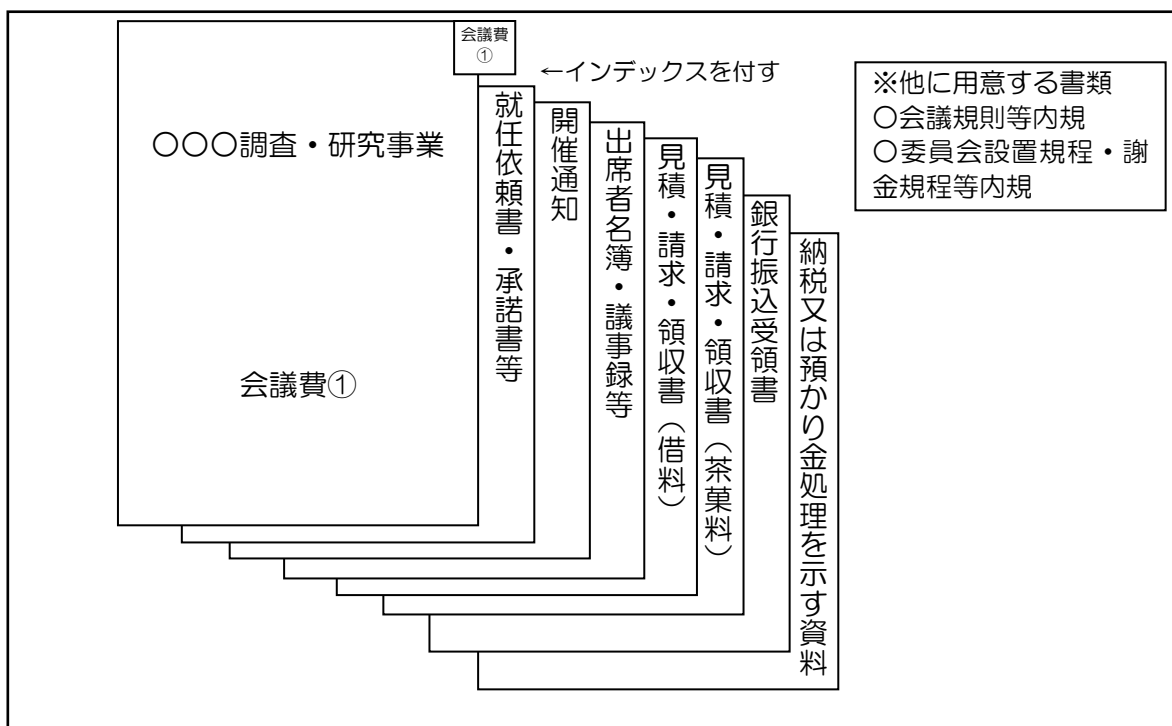 会議費
①
←インデックスを付す
〇〇〇調査・研究事業
会議費①
就任依頼書・承諾書等
開催通知
出席者名簿・議事録等
見積・請求・領収書（借料）
見積・請求・領収書（茶菓料）
銀行振込受領書
納税又は預かり金処理を示す資料
※他に用意する書類
〇会議規則等内規
〇委員会設置規程・謝
金規程等内規